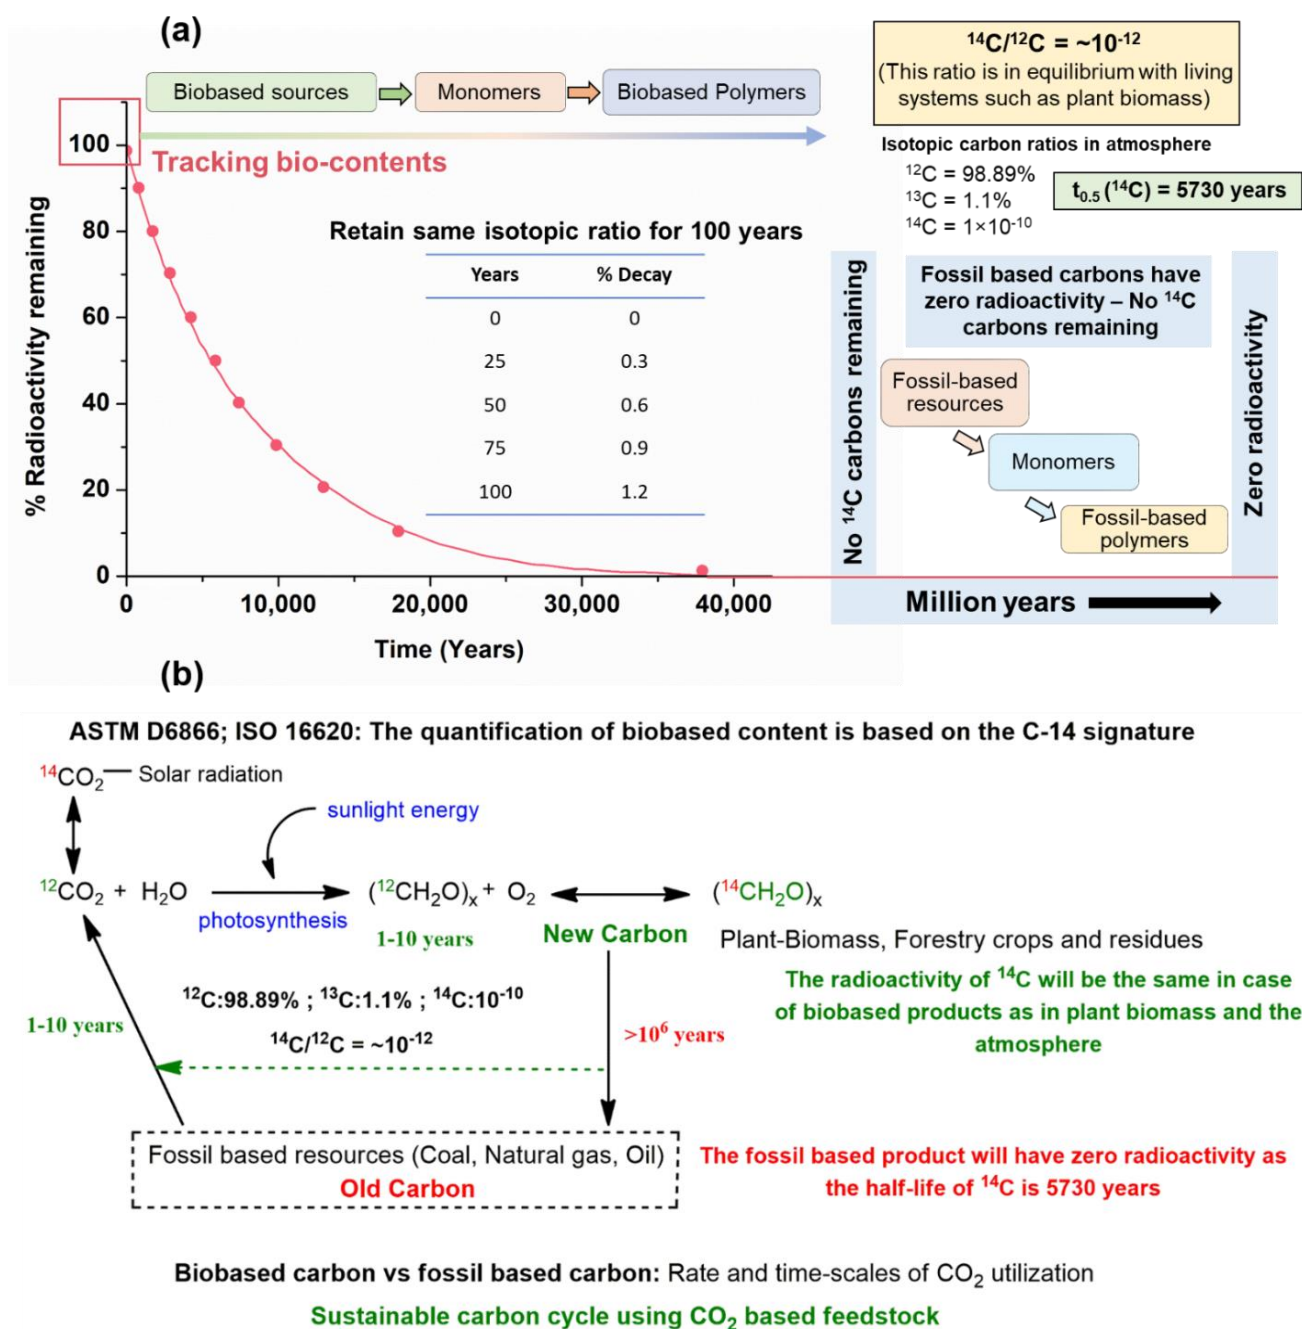 (a)
Biobased sources
Monomers
Biobased Polymers
Tracking bio-contents
% Radioactivity remaining
100
80
60
40
20
0
0
10,000
20,000
30,000
40,000
Time (Years)
Retain same isotopic ratio for 100 years
Years % Decay
0 0
25 0.3
50 0.6
75 0.9
100 1.2
¹⁴C/¹²C = ~10⁻¹²
(This ratio is in equilibrium with living
systems such as plant biomass)
Isotopic carbon ratios in atmosphere
¹²C = 98.89%
¹³C = 1.1%
¹⁴C = 1×10⁻¹⁰
t₀.₅ (¹⁴C) = 5730 years
No ¹⁴C carbons remaining
Fossil based carbons have
zero radioactivity – No ¹⁴C
carbons remaining
Fossil-based
resources
Monomers
Fossil-based
polymers
Zero radioactivity
Million years
(b)
ASTM D6866; ISO 16620: The quantification of biobased content is based on the C-14 signature
¹⁴CO₂ — Solar radiation
sunlight energy
¹²CO₂ + H₂O
photosynthesis
(¹²CH₂O)ₓ + O₂
(¹⁴CH₂O)ₓ
1-10 years
New Carbon
Plant-Biomass, Forestry crops and residues
The radioactivity of ¹⁴C will be the same in case
of biobased products as in plant biomass and the
atmosphere
¹²C:98.89% ; ¹³C:1.1% ; ¹⁴C:10⁻¹⁰
1-10 years
¹⁴C/¹²C = ~10⁻¹²
>10⁶ years
Fossil based resources (Coal, Natural gas, Oil)
Old Carbon
The fossil based product will have zero radioactivity as
the half-life of ¹⁴C is 5730 years
Biobased carbon vs fossil based carbon: Rate and time-scales of CO₂ utilization
Sustainable carbon cycle using CO₂ based feedstock